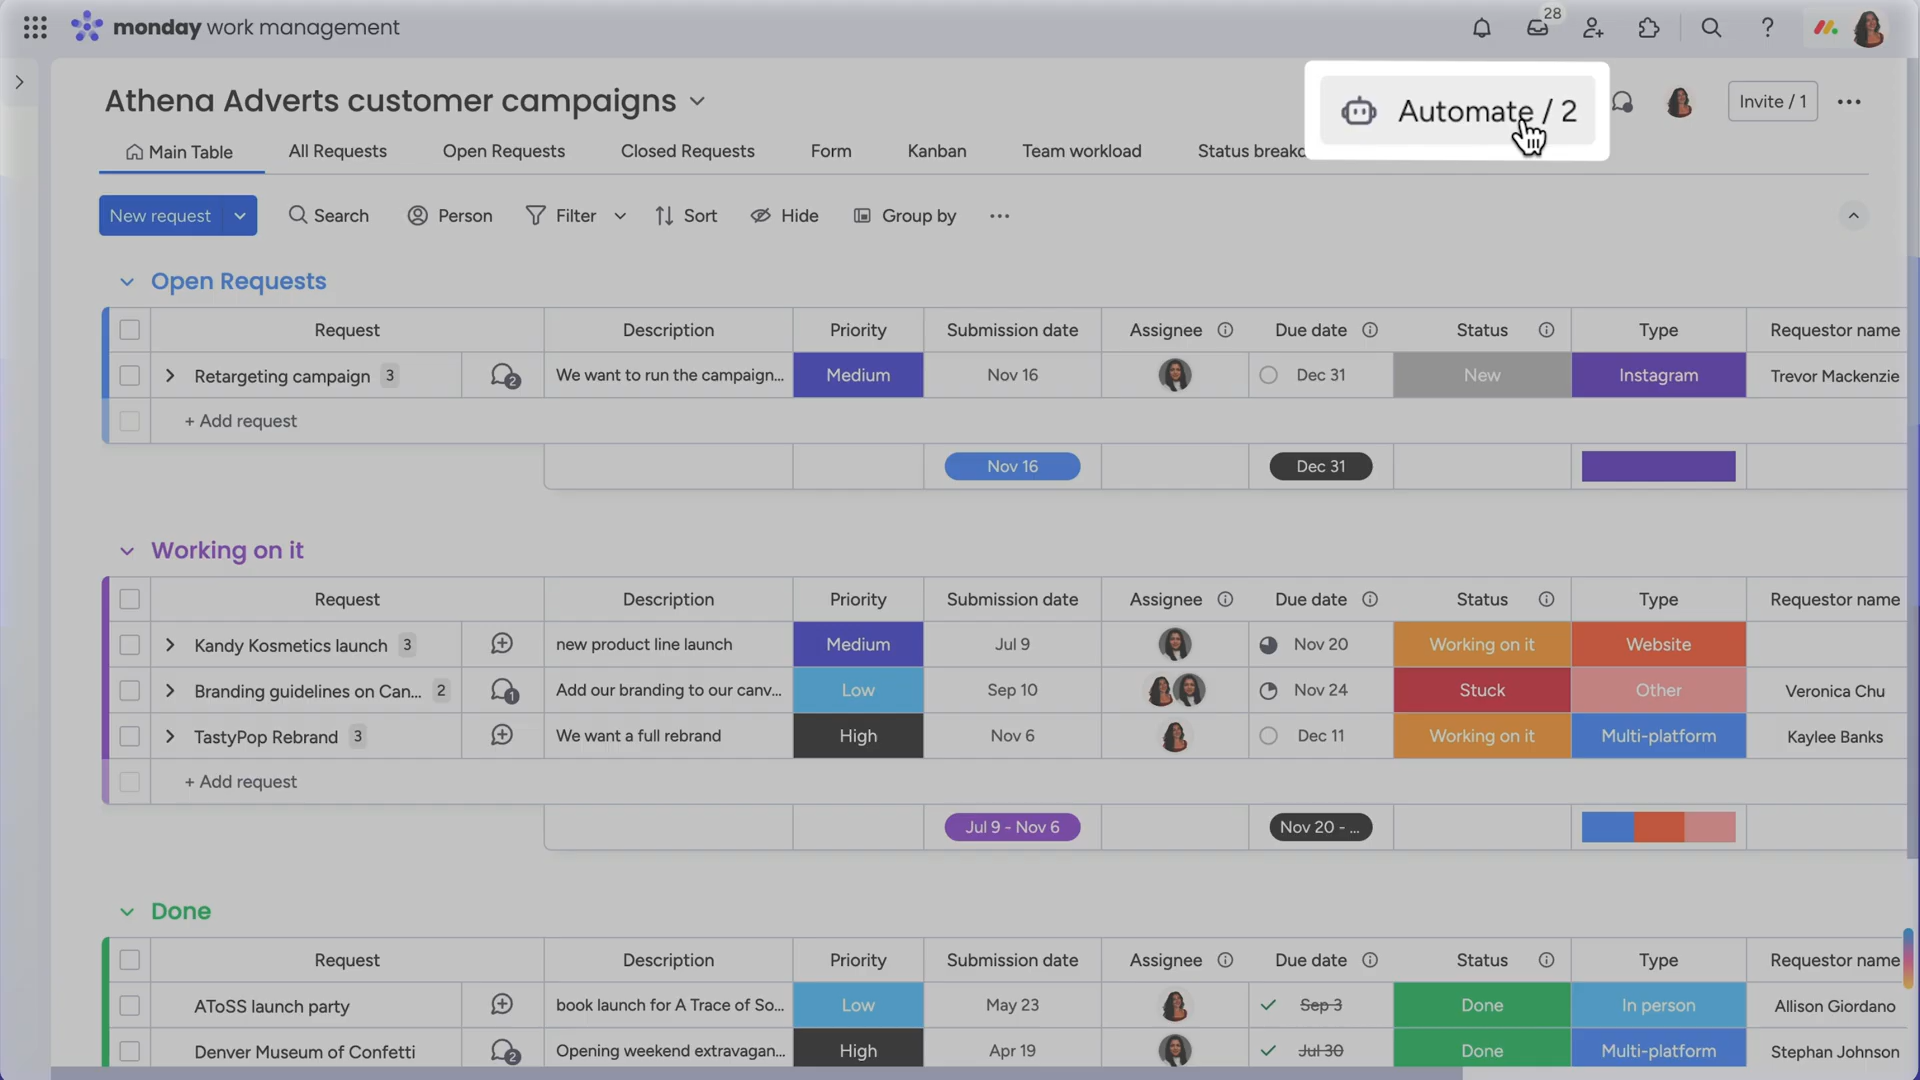 monday work management
28
Athena Adverts customer campaigns
Automate / 2
Invite / 1
Main Table All Requests Open Requests Closed Requests Form Kanban Team workload Status breakd
New request Search Person Filter Sort Hide Group by
Open Requests
Request Description Priority Submission date Assignee Due date Status Type Requestor name
Retargeting campaign 3 2 We want to run the campaign... Medium Nov 16 Dec 31 New Instagram Trevor Mackenzie
+ Add request
Nov 16 Dec 31
Working on it
Request Description Priority Submission date Assignee Due date Status Type Requestor name
Kandy Kosmetics launch 3 new product line launch Medium Jul 9 Nov 20 Working on it Website
Branding guidelines on Can... 2 1 Add our branding to our canv... Low Sep 10 Nov 24 Stuck Other Veronica Chu
TastyPop Rebrand 3 We want a full rebrand High Nov 6 Dec 11 Working on it Multi-platform Kaylee Banks
+ Add request
Jul 9 - Nov 6 Nov 20 - ...
Done
Request Description Priority Submission date Assignee Due date Status Type Requestor name
AToSS launch party book launch for A Trace of So... Low May 23 Sep 3 Done In person Allison Giordano
Denver Museum of Confetti 2 Opening weekend extravagan... High Apr 19 Jul 30 Done Multi-platform Stephan Johnson